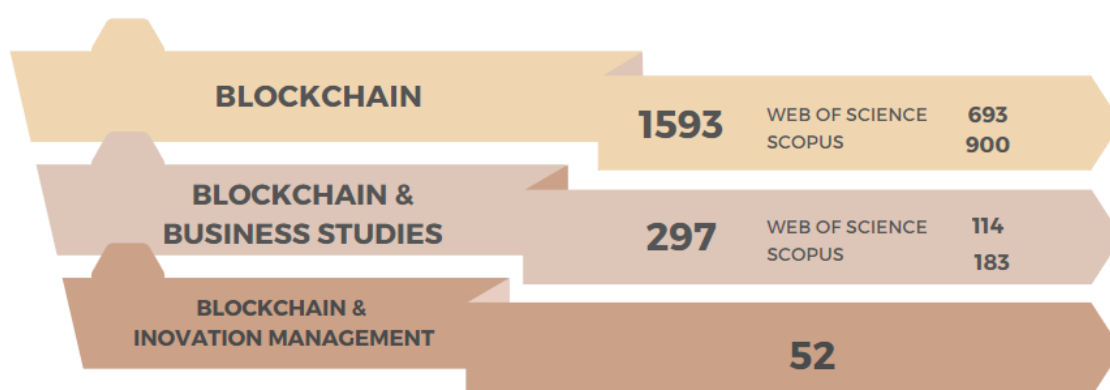 BLOCKCHAIN
1593
WEB OF SCIENCE 693
SCOPUS 900
BLOCKCHAIN &
BUSINESS STUDIES
297
WEB OF SCIENCE 114
SCOPUS 183
BLOCKCHAIN &
INOVATION MANAGEMENT
52